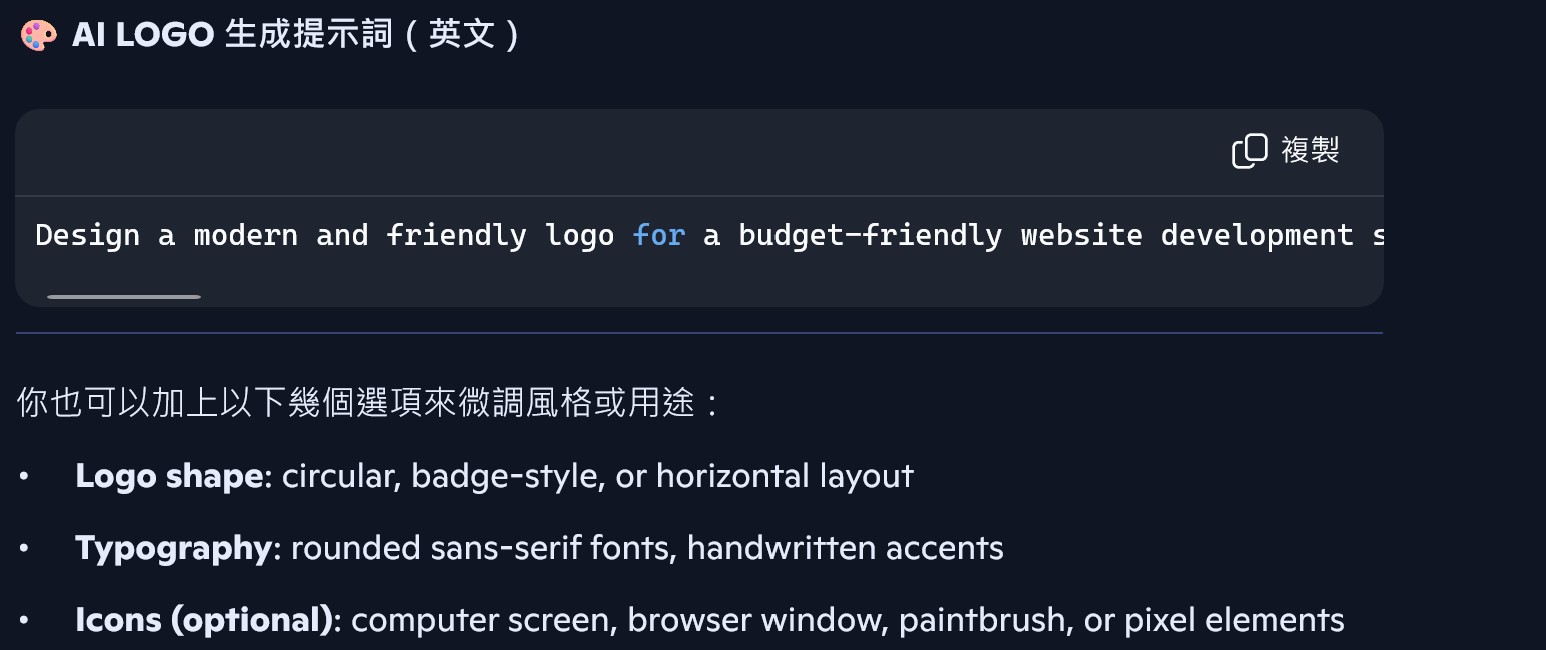 🎨 AI LOGO 生成提示詞（英文）
複製
Design a modern and friendly logo for a budget-friendly website development
你也可以加上以下幾個選項來微調風格或用途：
• Logo shape: circular, badge-style, or horizontal layout
• Typography: rounded sans-serif fonts, handwritten accents
• Icons (optional): computer screen, browser window, paintbrush, or pixel elements